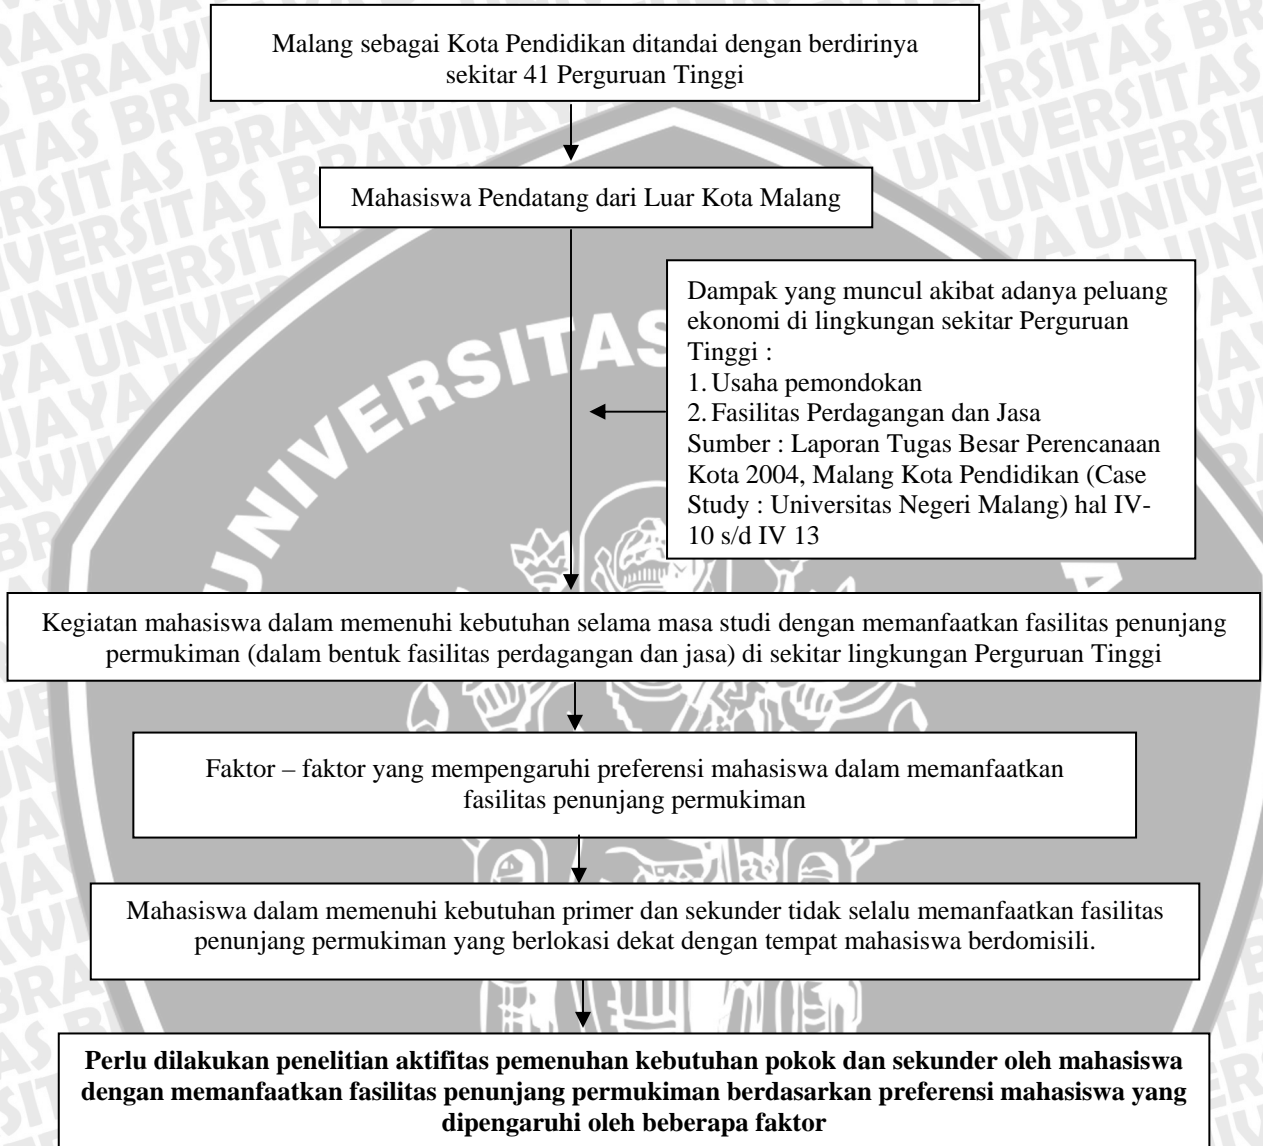 Malang sebagai Kota Pendidikan ditandai dengan berdirinya
sekitar 41 Perguruan Tinggi
Mahasiswa Pendatang dari Luar Kota Malang
Dampak yang muncul akibat adanya peluang
ekonomi di lingkungan sekitar Perguruan
Tinggi :
1. Usaha pemondokan
2. Fasilitas Perdagangan dan Jasa
Sumber : Laporan Tugas Besar Perencanaan
Kota 2004, Malang Kota Pendidikan (Case
Study : Universitas Negeri Malang) hal IV-
10 s/d IV 13
UNIVERSITAS
Kegiatan mahasiswa dalam memenuhi kebutuhan selama masa studi dengan memanfaatkan fasilitas penunjang
permukiman (dalam bentuk fasilitas perdagangan dan jasa) di sekitar lingkungan Perguruan Tinggi
Faktor – faktor yang mempengaruhi preferensi mahasiswa dalam memanfaatkan
fasilitas penunjang permukiman
Mahasiswa dalam memenuhi kebutuhan primer dan sekunder tidak selalu memanfaatkan fasilitas
penunjang permukiman yang berlokasi dekat dengan tempat mahasiswa berdomisili.
Perlu dilakukan penelitian aktifitas pemenuhan kebutuhan pokok dan sekunder oleh mahasiswa
dengan memanfaatkan fasilitas penunjang permukiman berdasarkan preferensi mahasiswa yang
dipengaruhi oleh beberapa faktor